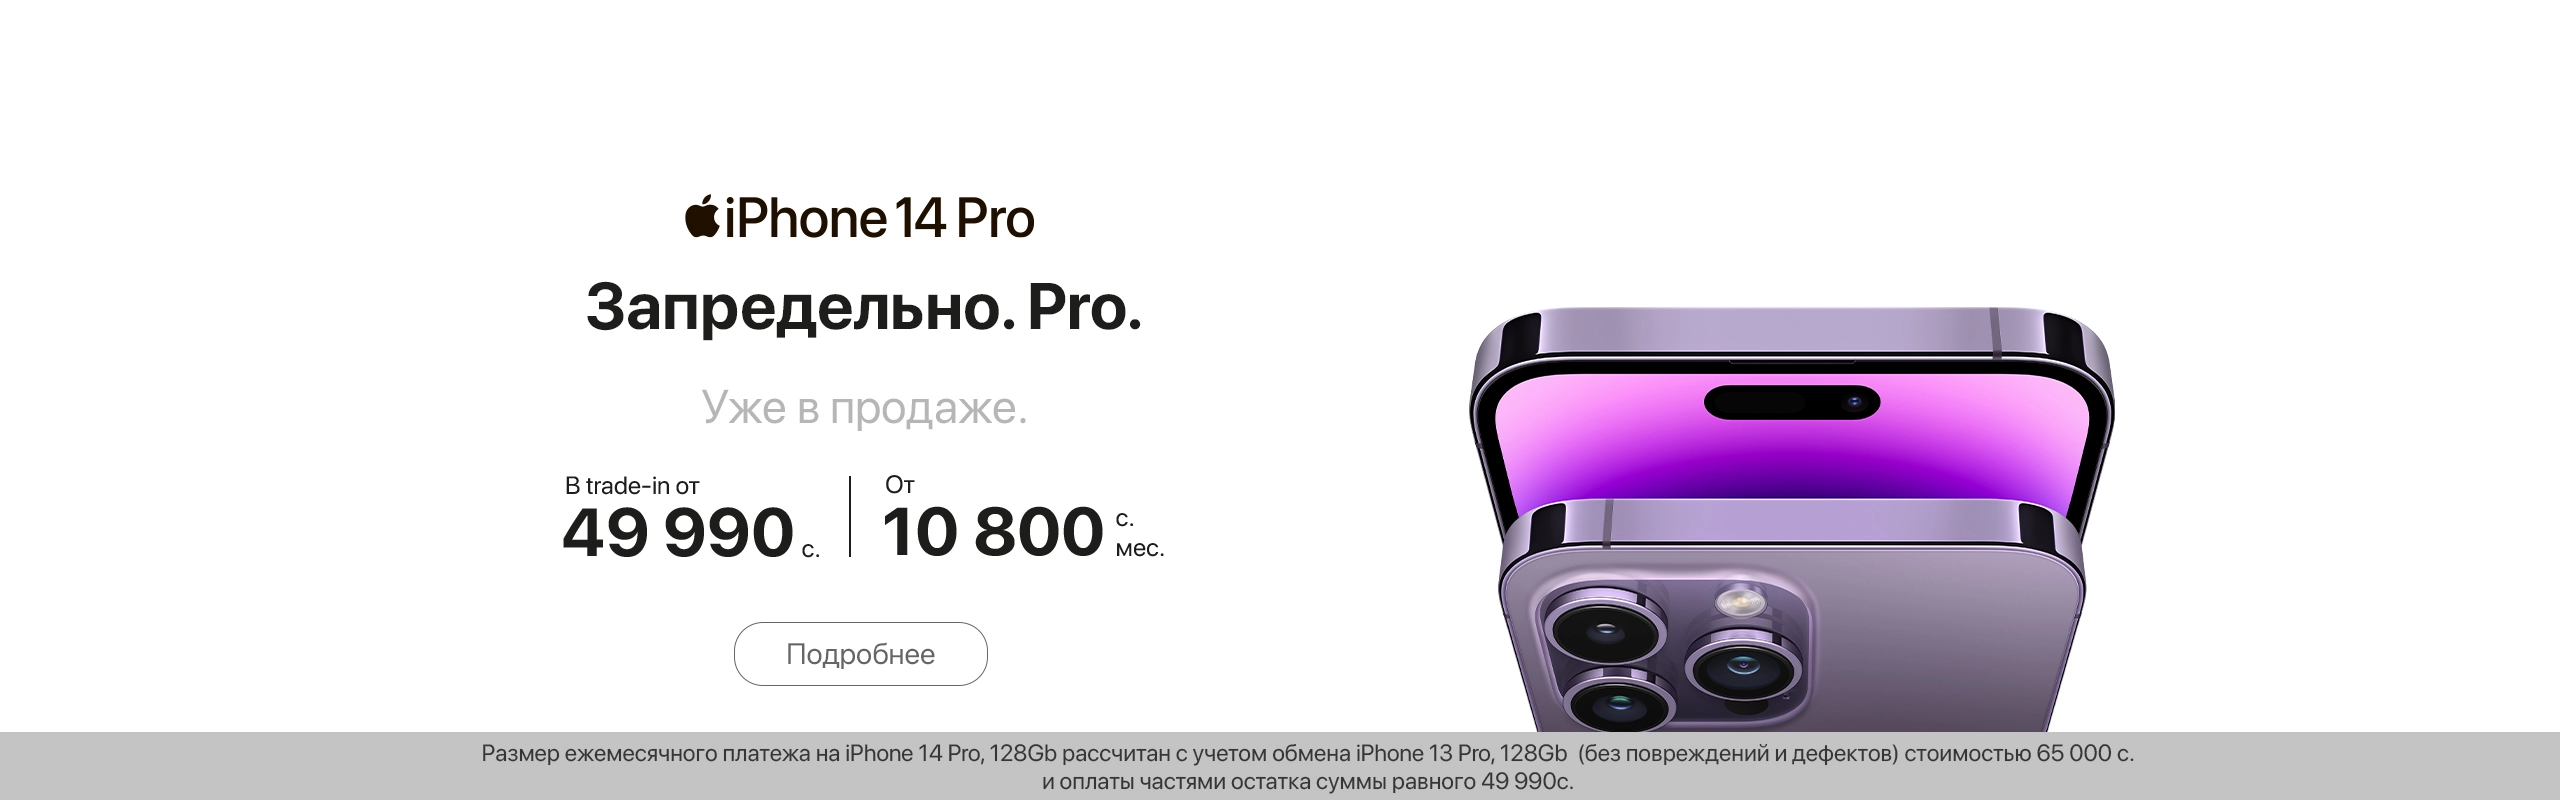 iPhone 14 Pro
Запредельно. Pro.
Уже в продаже.
В trade-in от
49 990 с.
От
10 800 с. мес.
Подробнее
Размер ежемесячного платежа на iPhone 14 Pro, 128Gb рассчитан с учетом обмена iPhone 13 Pro, 128Gb (без повреждений и дефектов) стоимостью 65 000 с.
и оплаты частями остатка суммы равного 49 990с.